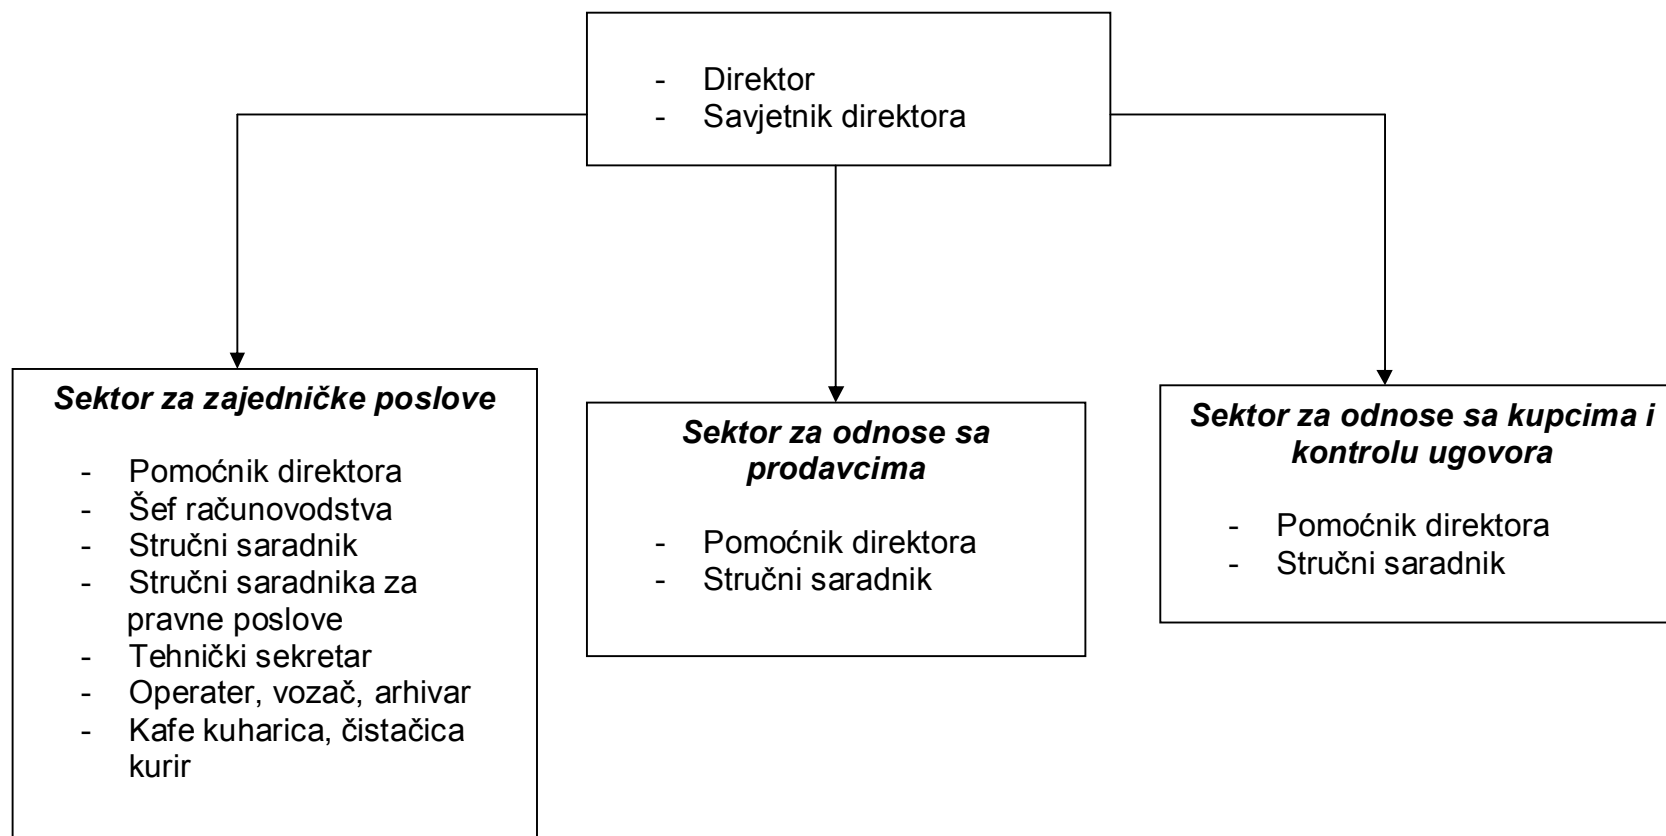 - Direktor
- Savjetnik direktora
Sektor za zajedničke poslove
- Pomoćnik direktora
- Šef računovodstva
- Stručni saradnik
- Stručni saradnika za
pravne poslove
- Tehnički sekretar
- Operater, vozač, arhivar
- Kafe kuharica, čistačica
kurir
Sektor za odnose sa
prodavcima
- Pomoćnik direktora
- Stručni saradnik
Sektor za odnose sa kupcima i
kontrolu ugovora
- Pomoćnik direktora
- Stručni saradnik